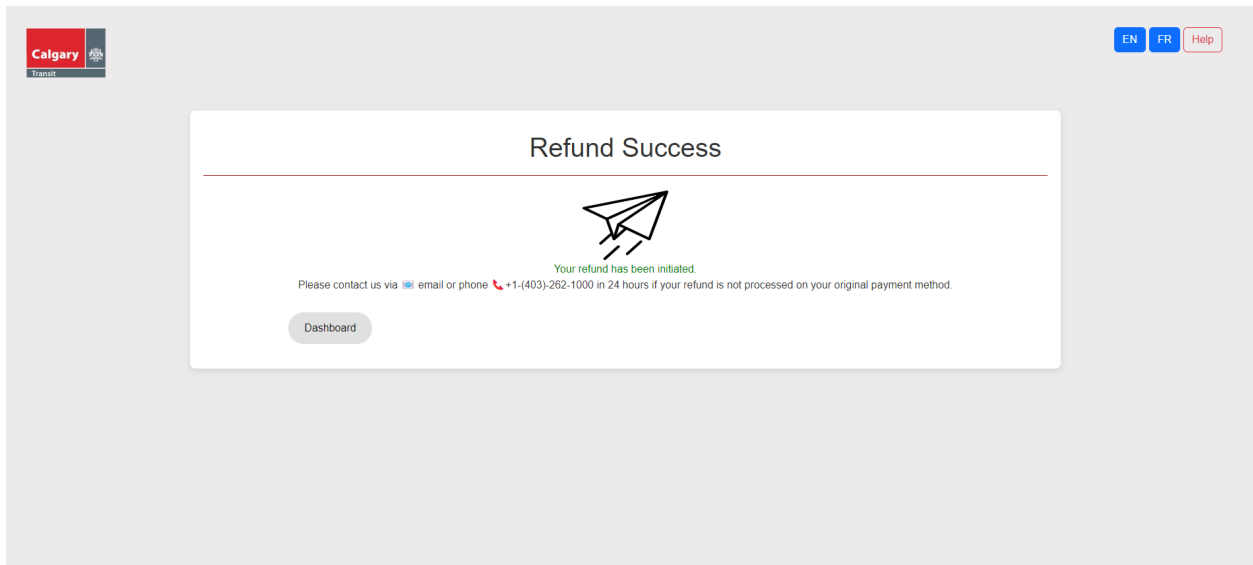 Calgary
Transit
EN FR Help
Refund Success
Your refund has been initiated.
Please contact us via 📧 email or phone 📞+1-(403)-262-1000 in 24 hours if your refund is not processed on your original payment method.
Dashboard